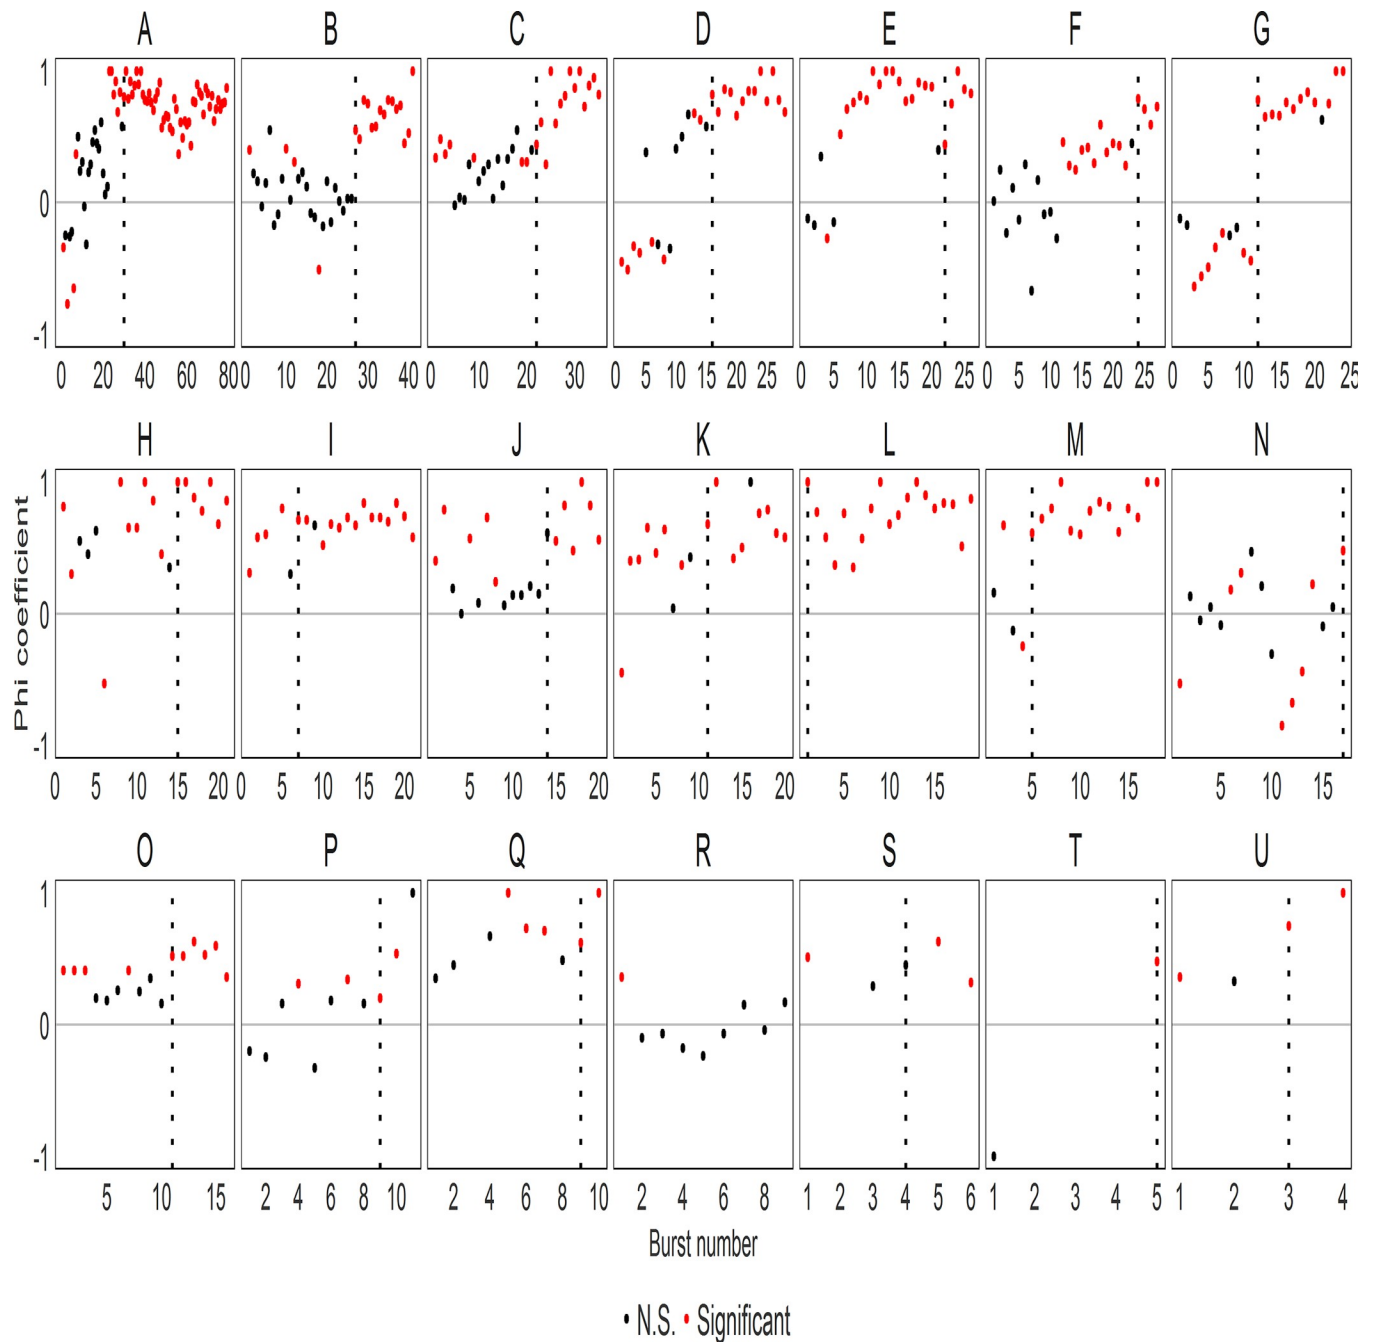 A B C D E F G
1
0
-1
0 20 40 60 80 0 10 20 30 40 0 10 20 30 0 5 10 15 20 25 0 5 10 15 20 25 0 5 10 15 20 25 0 5 10 15 20 25
H I J K L M N
1
0
-1
Phi coefficient
0 5 10 15 20 0 5 10 15 20 0 5 10 15 20 5 10 15 20 5 10 15 5 10 15 5 10 15
O P Q R S T U
1
0
-1
5 10 15 2 4 6 8 10 2 4 6 8 10 2 4 6 8 1 2 3 4 5 6 1 2 3 4 5 1 2 3 4
Burst number
N.S. Significant